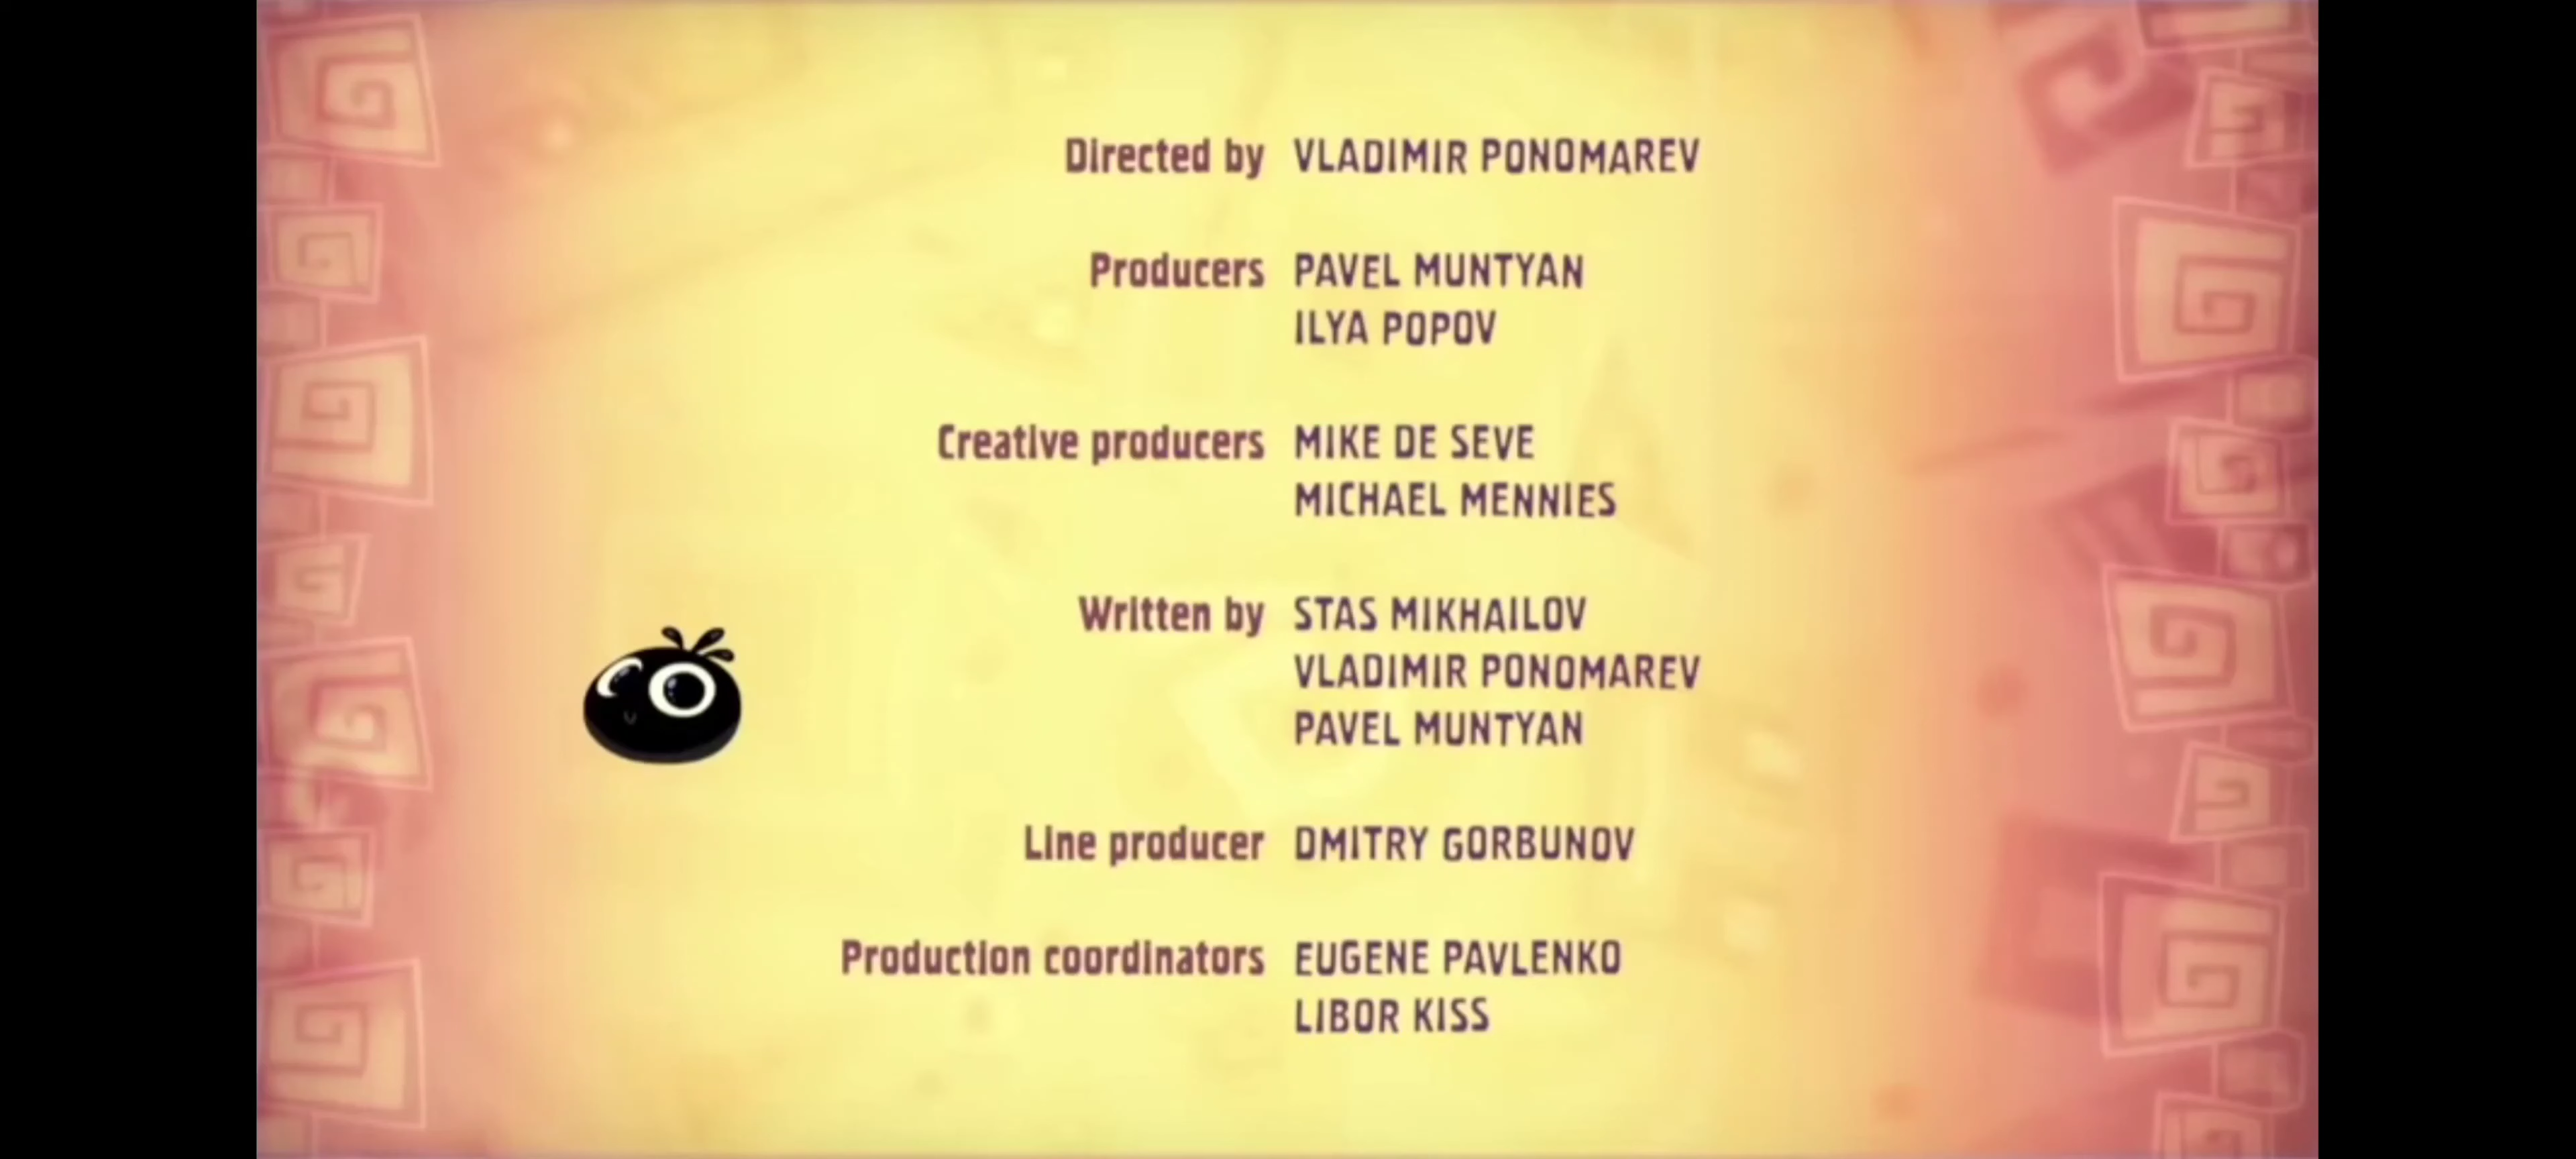 Directed by VLADIMIR PONOMAREV
Producers PAVEL MUNTYAN
ILYA POPOV
Creative producers MIKE DE SEVE
MICHAEL MENNIES
Written by STAS MIKHAILOV
VLADIMIR PONOMAREV
PAVEL MUNTYAN
Line producer DMITRY GORBUNOV
Production coordinators EUGENE PAVLENKO
LIBOR KISS